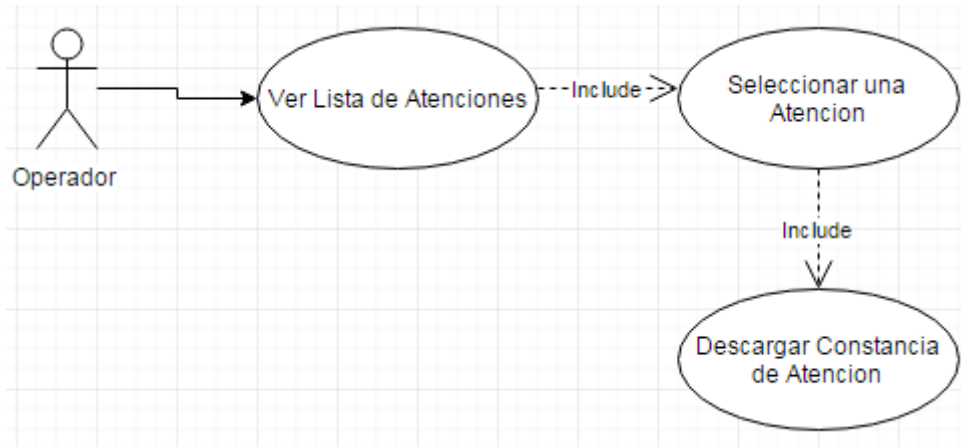 Operador
Ver Lista de Atenciones
Include
Seleccionar una
Atencion
Include
Descargar Constancia
de Atencion